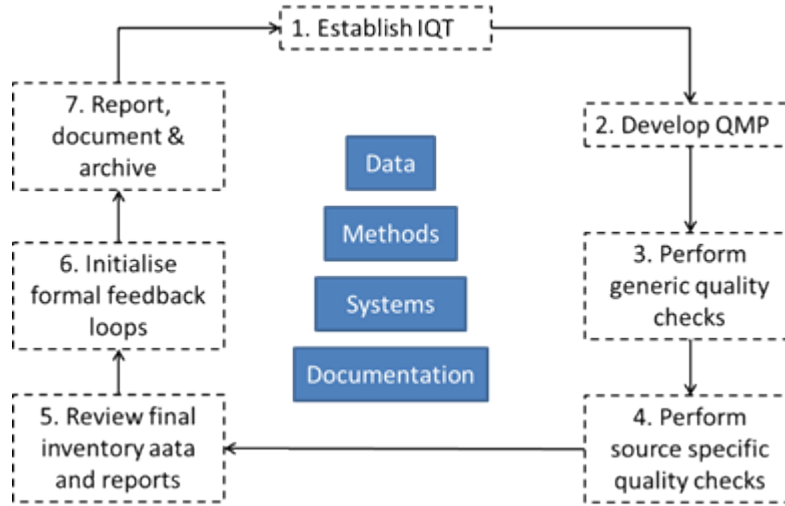 1. Establish IQT
2. Develop QMP
3. Perform
generic quality
checks
4. Perform
source specific
quality checks
5. Review final
inventory aata
and reports
6. Initialise
formal feedback
loops
7. Report,
document &
archive
Data
Methods
Systems
Documentation